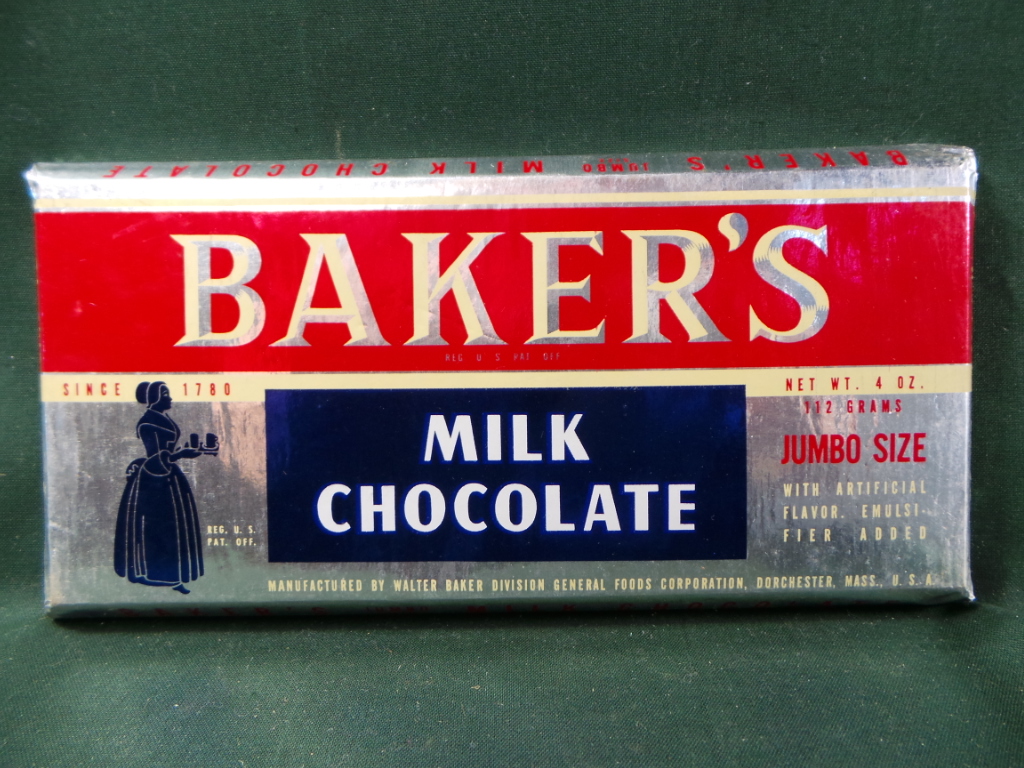 BAKER'S JUMBO SIZE MILK CHOCOLATE
BAKER'S
REG. U. S. PAT. OFF.
SINCE 1780
NET WT. 4 OZ.
112 GRAMS
JUMBO SIZE
WITH ARTIFICIAL
FLAVOR. EMULSI-
FIER ADDED
MILK
CHOCOLATE
REG. U. S.
PAT. OFF.
MANUFACTURED BY WALTER BAKER DIVISION GENERAL FOODS CORPORATION, DORCHESTER, MASS., U. S. A.